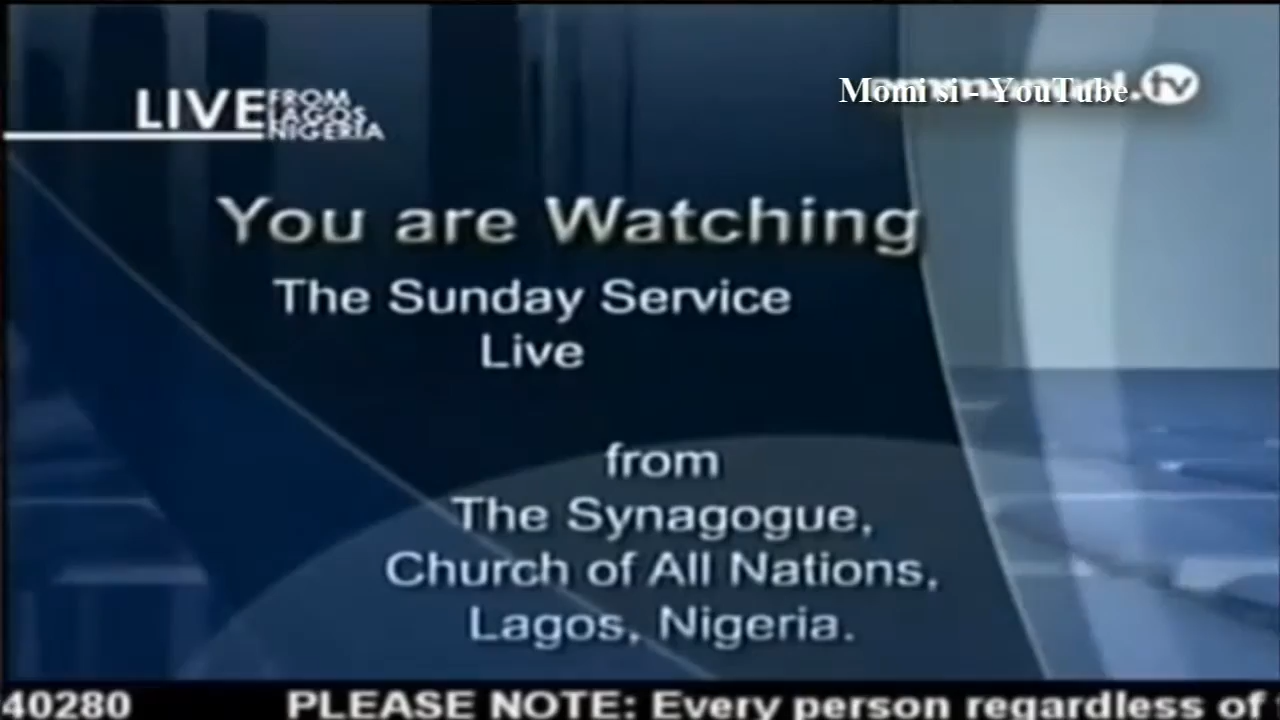 LIVE FROM
LAGOS
NIGERIA
Momi si - YouTube
.tv
You are Watching
The Sunday Service
Live
from
The Synagogue,
Church of All Nations,
Lagos, Nigeria.
40280 PLEASE NOTE: Every person regardless of